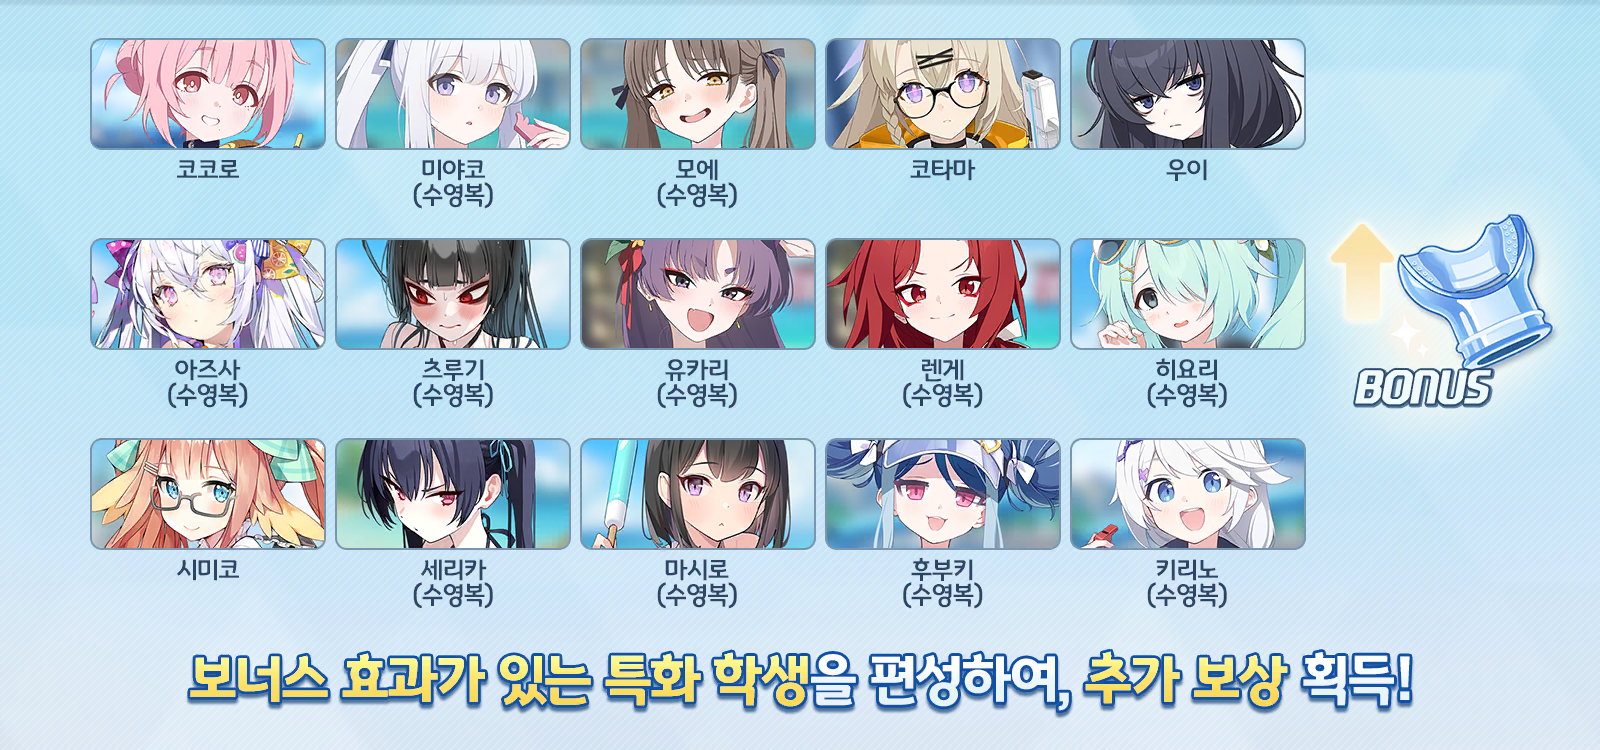 코코로
미야코
(수영복)
모에
(수영복)
코타마
우이
아즈사
(수영복)
츠루기
(수영복)
유카리
(수영복)
렌게
(수영복)
히요리
(수영복)
BONUS
시미코
세리카
(수영복)
마시로
(수영복)
후부키
(수영복)
키리노
(수영복)
보너스 효과가 있는 특화 학생을 편성하여, 추가 보상 획득!